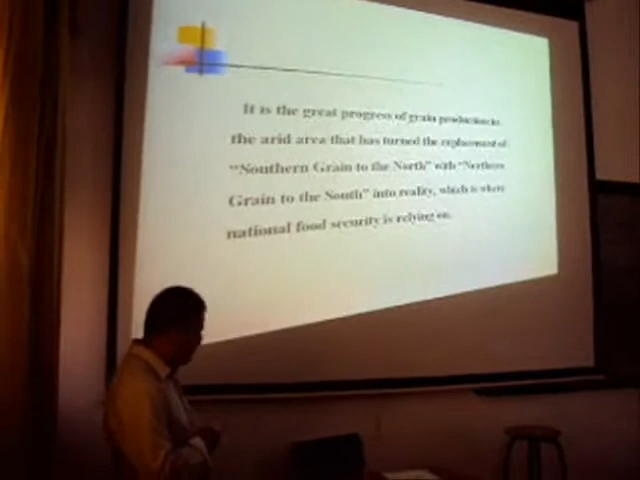 It is the great progress of grain production in
the arid area that has turned the replacement of
“Southern Grain to the North” with “Northern
Grain to the South” into reality, which is where
national food security is relying on.